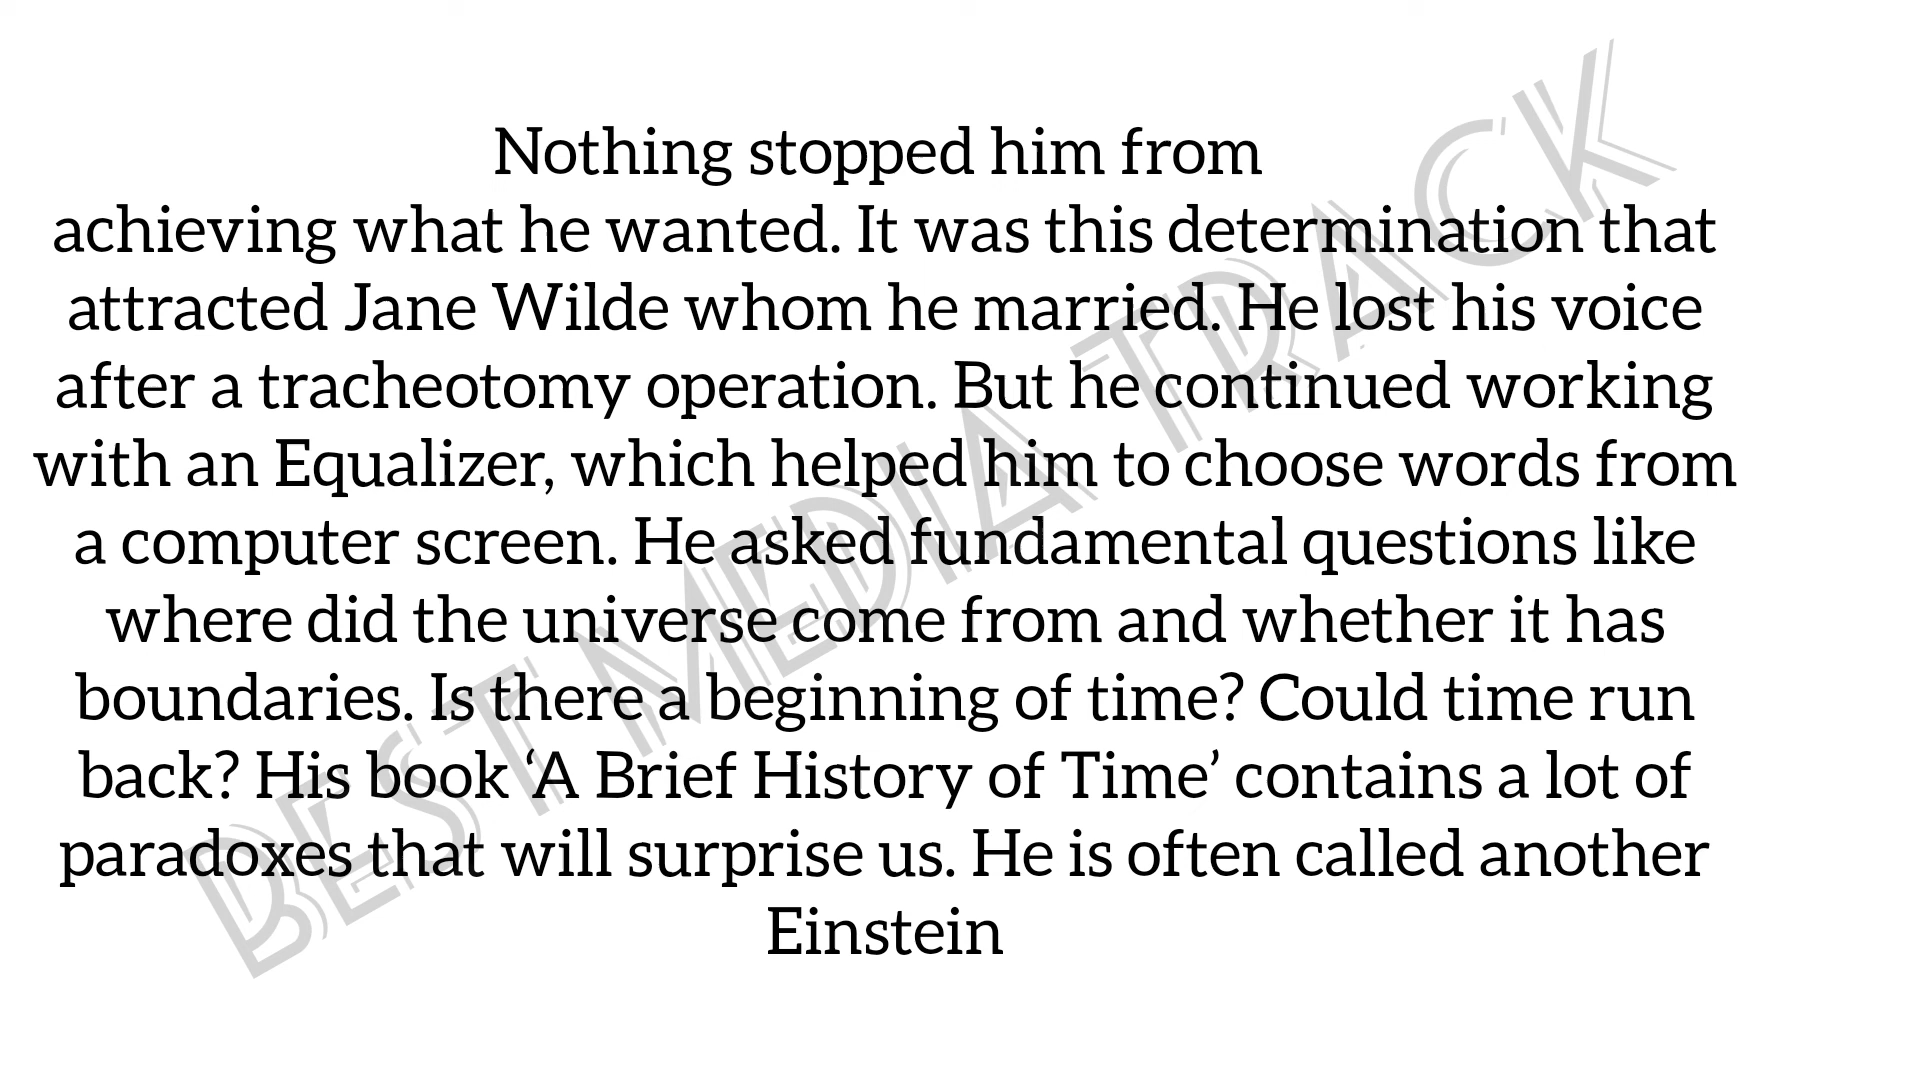 Nothing stopped him from
achieving what he wanted. It was this determination that
attracted Jane Wilde whom he married. He lost his voice
after a tracheotomy operation. But he continued working
with an Equalizer, which helped him to choose words from
a computer screen. He asked fundamental questions like
where did the universe come from and whether it has
boundaries. Is there a beginning of time? Could time run
back? His book ‘A Brief History of Time’ contains a lot of
paradoxes that will surprise us. He is often called another
Einstein
BEST MEDIA TRACK